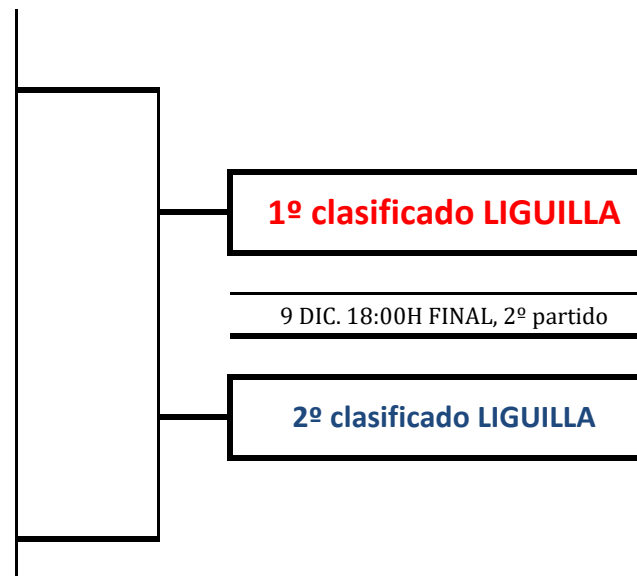 1º clasificado LIGUILLA
9 DIC. 18:00H FINAL, 2º partido
2º clasificado LIGUILLA